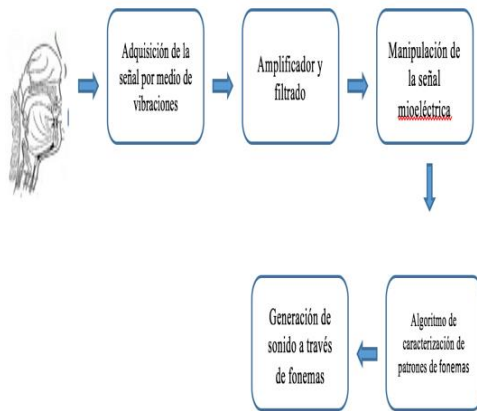 Adquisición de la
señal por medio de
vibraciones
Amplificador y
filtrado
Manipulación de
la señal
mioeléctrica
Algoritmo de
caracterización de
patrones de fonemas
Generación de
sonido a través
de fonemas